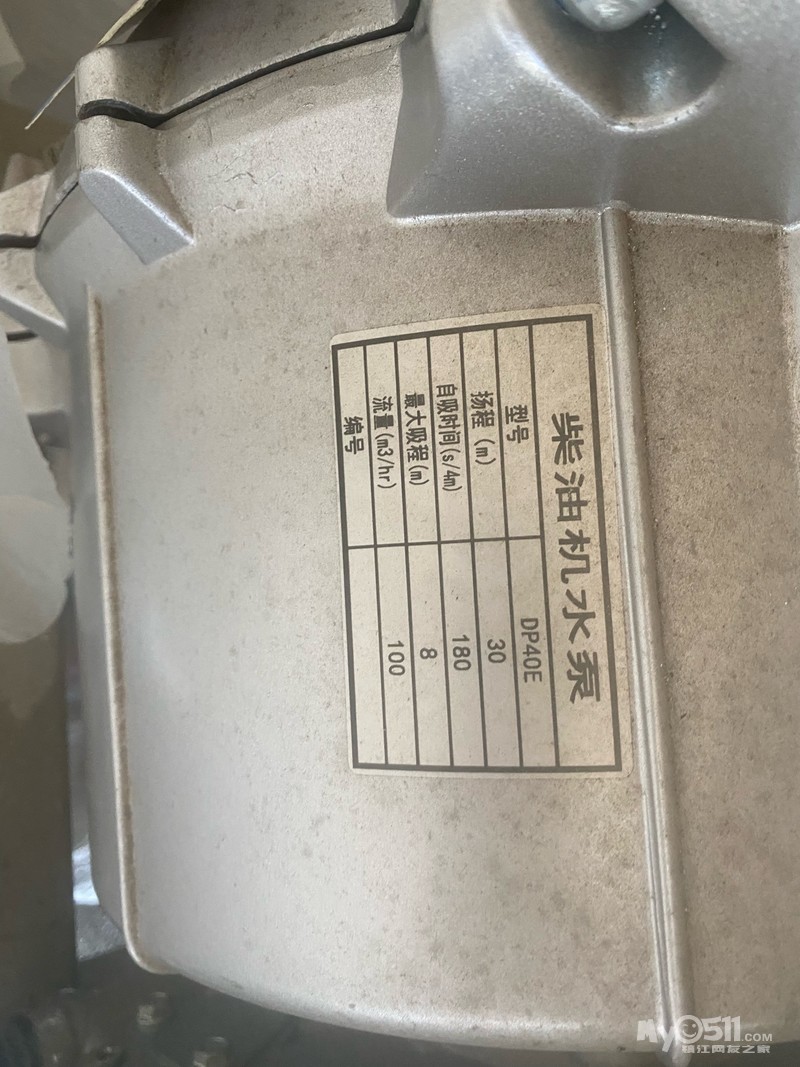 柴油机水泵
型号 DP40E
扬程 (m) 30
自吸时间(s/4m) 180
最大吸程(m) 8
流量(m3/hr) 100
编号
MY0511.COM
镇江网友之家